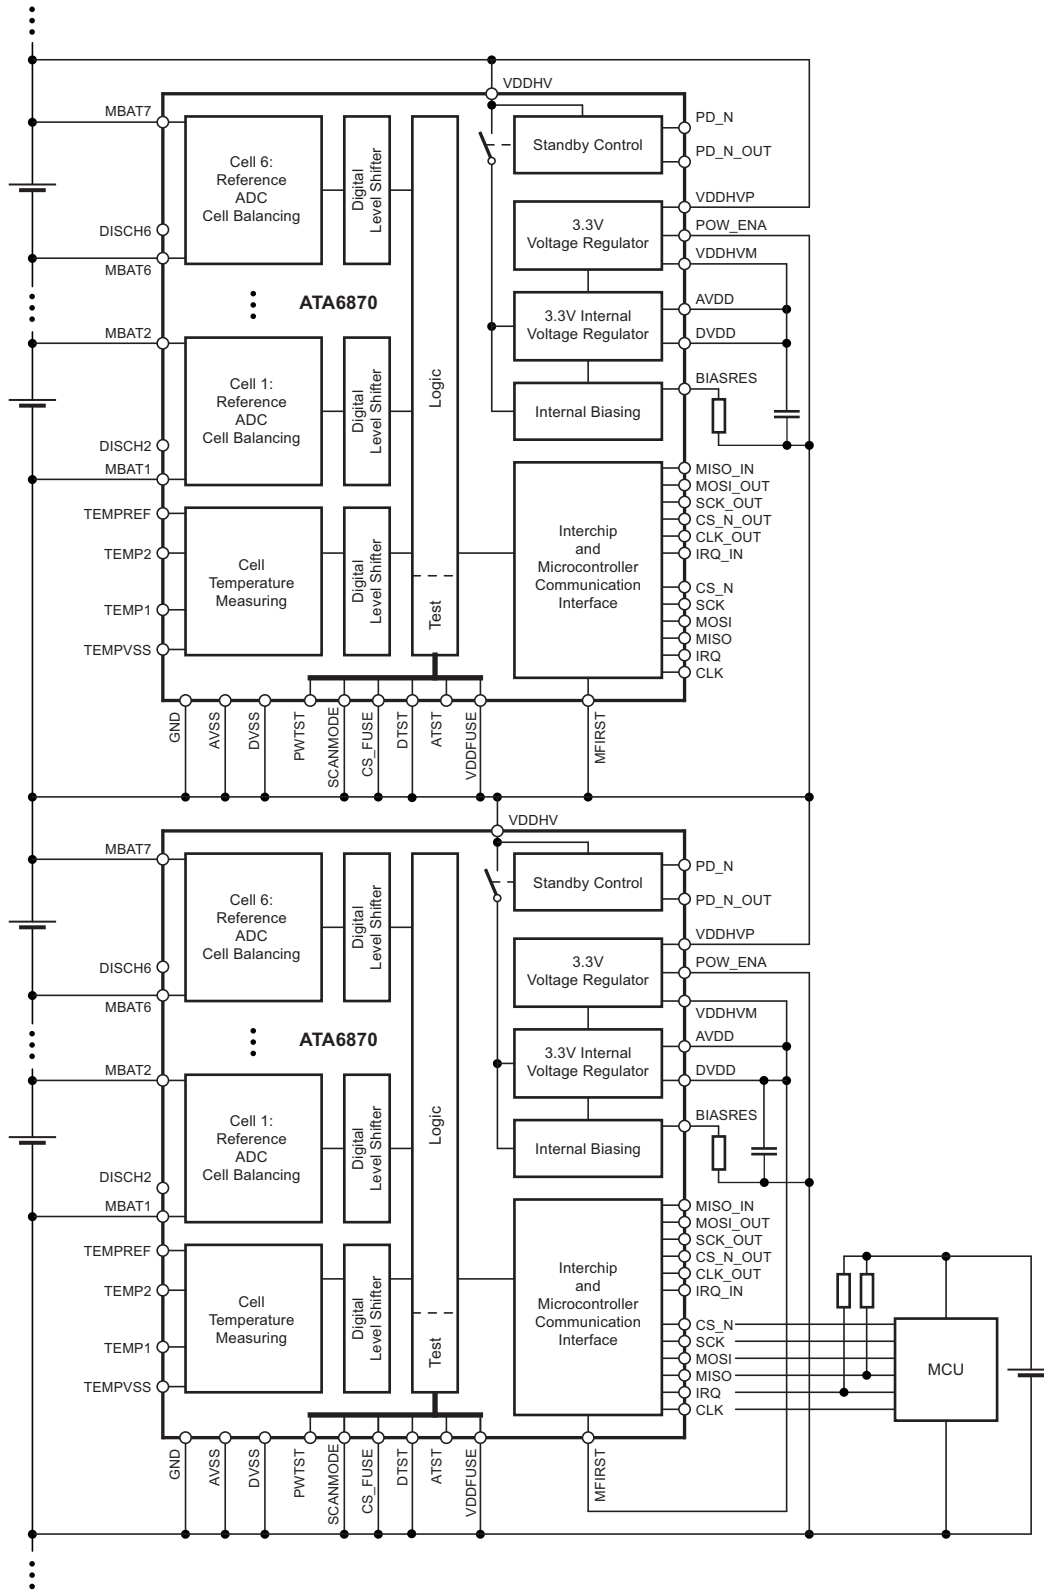 VDDHV
MBAT7
PD_N
Cell 6:
Reference
ADC
Cell Balancing
Digital
Level Shifter
Standby Control
PD_N_OUT
VDDHVP
DISCH6
3.3V
Voltage Regulator
POW_ENA
MBAT6
VDDHVM
ATA6870
AVDD
3.3V Internal
Voltage Regulator
MBAT2
DVDD
Cell 1:
Reference
ADC
Cell Balancing
Digital
Level Shifter
Logic
BIASRES
Internal Biasing
DISCH2
MBAT1
MISO_IN
MOSI_OUT
SCK_OUT
CS_N_OUT
CLK_OUT
IRQ_IN
TEMPREF
TEMP2
Cell
Temperature
Measuring
Digital
Level Shifter
Interchip
and
Microcontroller
Communication
Interface
CS_N
SCK
MOSI
MISO
IRQ
CLK
TEMP1
Test
TEMPVSS
GND
AVSS
DVSS
PWTST
SCANMODE
CS_FUSE
DTST
ATST
VDDFUSE
MFIRST
VDDHV
MBAT7
PD_N
Cell 6:
Reference
ADC
Cell Balancing
Digital
Level Shifter
Standby Control
PD_N_OUT
VDDHVP
DISCH6
3.3V
Voltage Regulator
POW_ENA
MBAT6
VDDHVM
ATA6870
AVDD
3.3V Internal
Voltage Regulator
MBAT2
DVDD
Cell 1:
Reference
ADC
Cell Balancing
Digital
Level Shifter
Logic
BIASRES
Internal Biasing
DISCH2
MBAT1
MISO_IN
MOSI_OUT
SCK_OUT
CS_N_OUT
CLK_OUT
IRQ_IN
TEMPREF
TEMP2
Cell
Temperature
Measuring
Digital
Level Shifter
Interchip
and
Microcontroller
Communication
Interface
CS_N
SCK
MOSI
MISO
IRQ
CLK
MCU
TEMP1
Test
TEMPVSS
GND
AVSS
DVSS
PWTST
SCANMODE
CS_FUSE
DTST
ATST
VDDFUSE
MFIRST